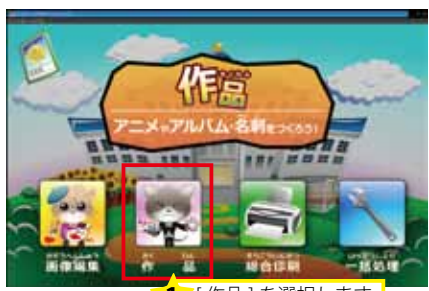 作品
アニメやアルバム・名刺をつくろう！
画像編集
作品
総合印刷
一括処理
[作品]を選択します